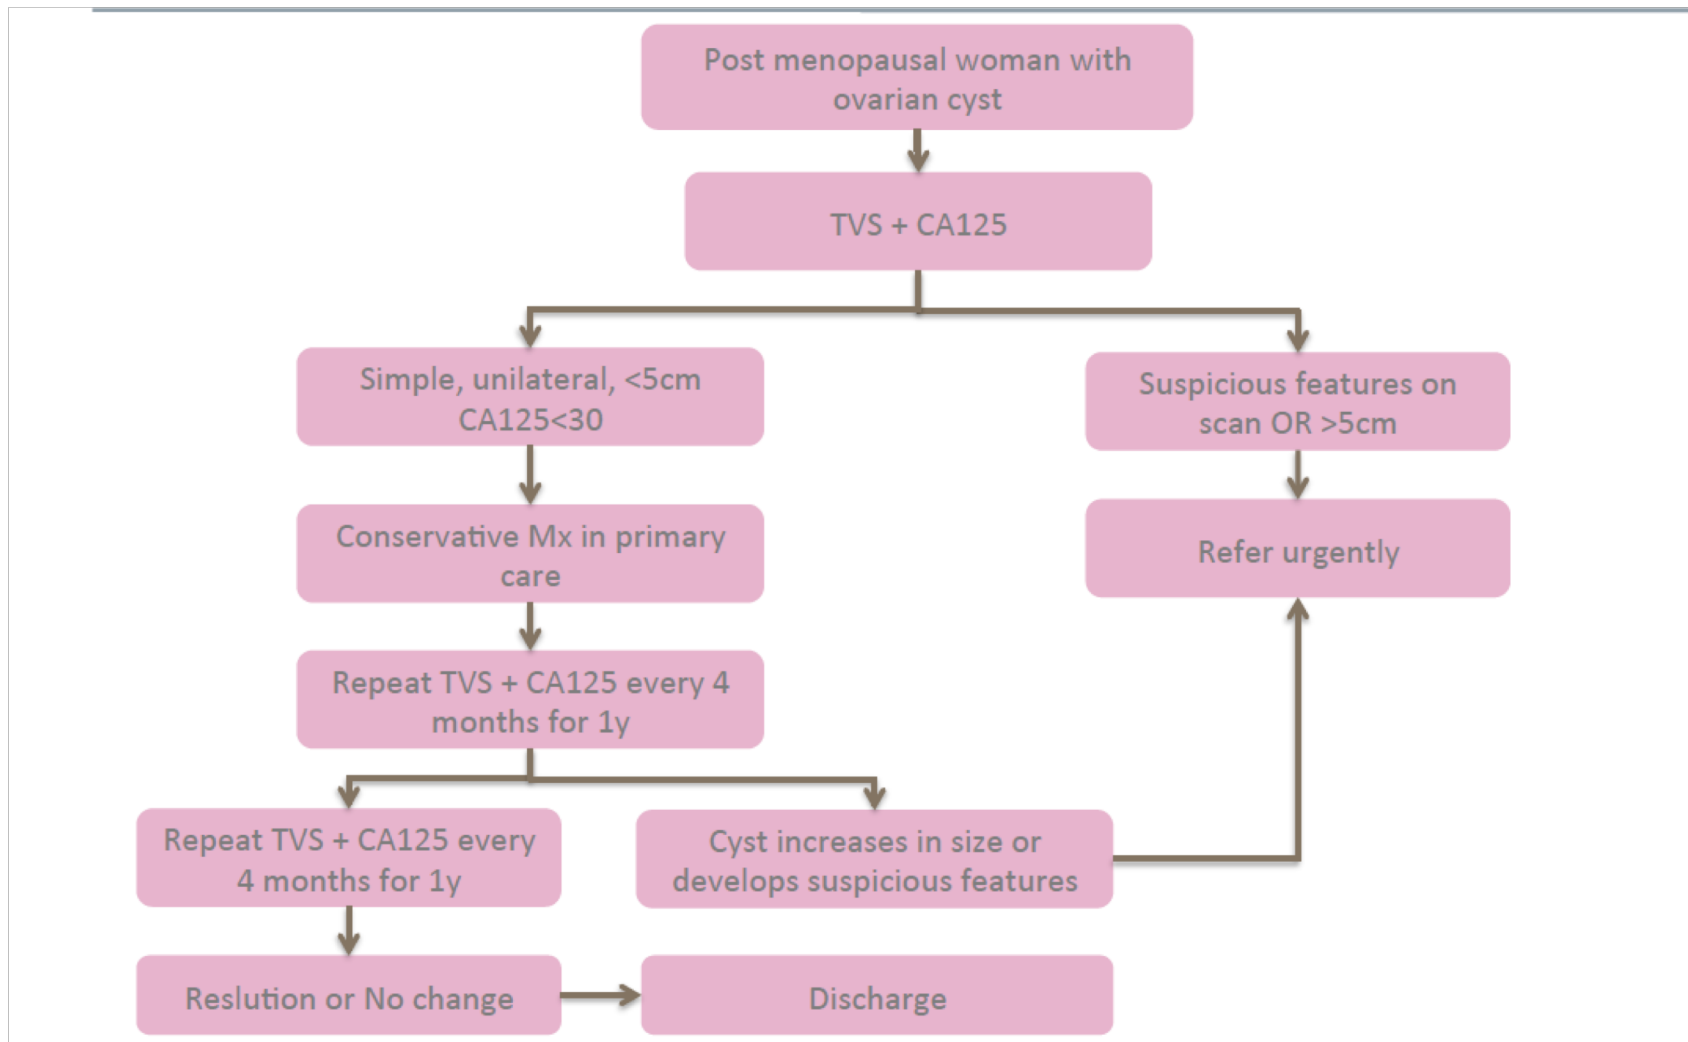 Post menopausal woman with
ovarian cyst
TVS + CA125
Simple, unilateral, <5cm
CA125<30
Suspicious features on
scan OR >5cm
Conservative Mx in primary
care
Refer urgently
Repeat TVS + CA125 every 4
months for 1y
Repeat TVS + CA125 every
4 months for 1y
Cyst increases in size or
develops suspicious features
Reslution or No change
Discharge